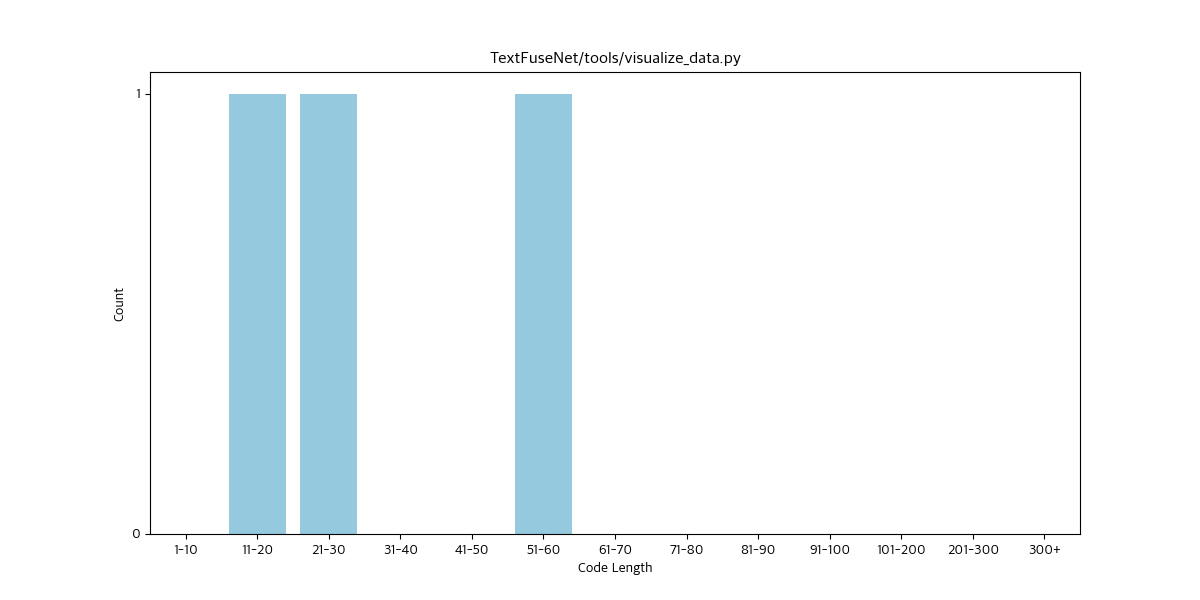 TextFuseNet/tools/visualize_data.py
1
Count
0
1-10 11-20 21-30 31-40 41-50 51-60 61-70 71-80 81-90 91-100 101-200 201-300 300+
Code Length